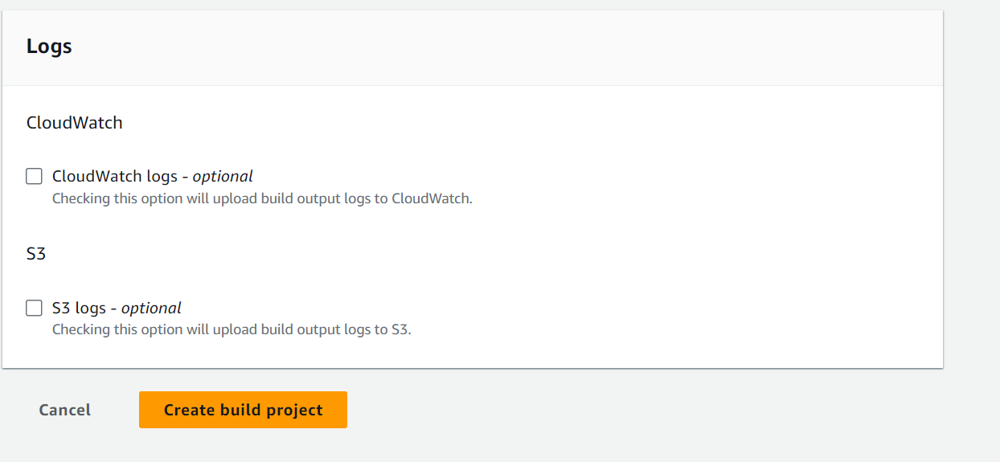 Logs
CloudWatch
CloudWatch logs - optional
Checking this option will upload build output logs to CloudWatch.
S3
S3 logs - optional
Checking this option will upload build output logs to S3.
Cancel Create build project